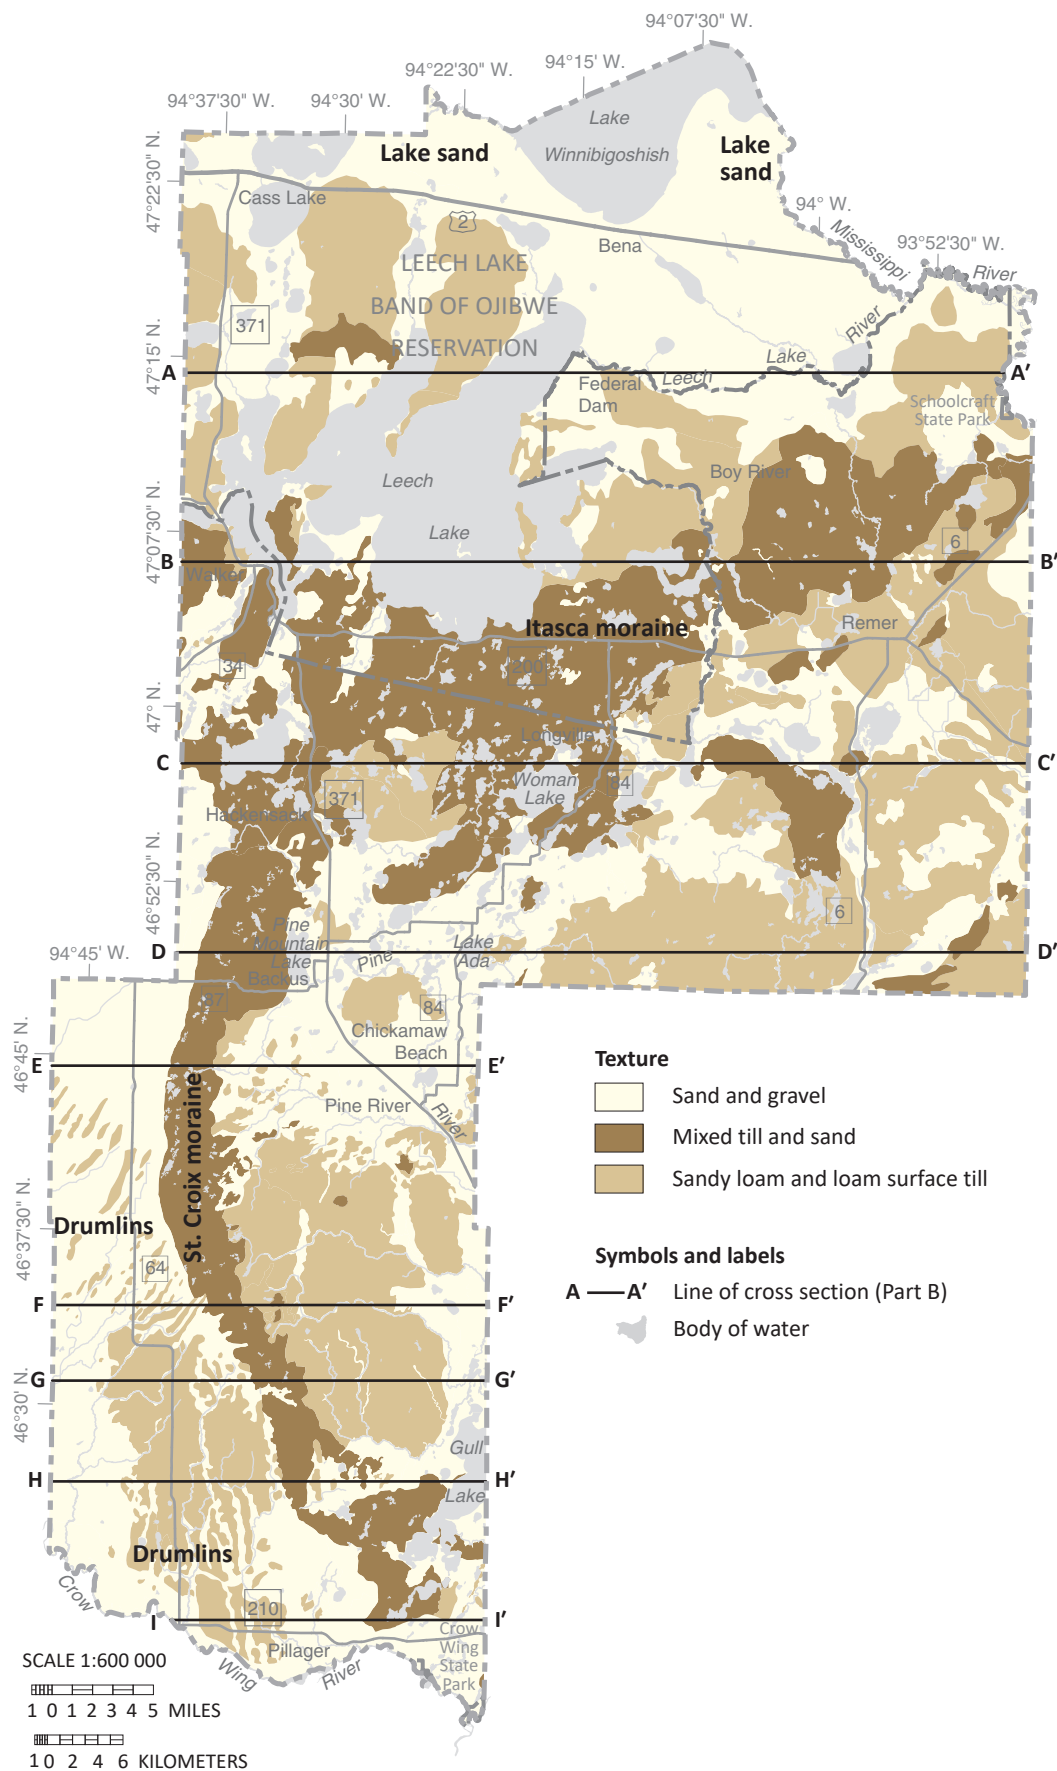 94°07'30" W.
94°15' W.
94°22'30" W.
94°37'30" W.
94°30' W.
47°22'30" N.
Lake
Winnibigoshish
Lake sand
Lake
sand
Cass Lake
2
Bena
94° W.
Mississippi
River
93°52'30" W.
LEECH LAKE
BAND OF OJIBWE
RESERVATION
371
47°15' N.
River
Lake
Leech
A
A'
Federal
Dam
Schoolcraft
State Park
Boy River
Leech
Lake
47°07'30" N.
6
B
B'
Walker
Itasca moraine
Remer
34
200
47° N.
Longville
C
C'
Woman
Lake
84
371
Hackensack
46°52'30" N.
6
Pine
Mountain
Lake
Backus
Pine
Lake
Ada
94°45' W.
D
D'
87
84
Chickamaw
Beach
46°45' N.
E
E'
Pine River
River
St. Croix moraine
46°37'30" N.
Drumlins
64
F
F'
G
G'
46°30' N.
Gull
Lake
H
H'
Drumlins
Crow
210
I
I'
Pillager
Crow
Wing
State
Park
Wing
River
Texture
Sand and gravel
Mixed till and sand
Sandy loam and loam surface till
Symbols and labels
A — A' Line of cross section (Part B)
Body of water
SCALE 1:600 000
1 0 1 2 3 4 5 MILES
1 0 2 4 6 KILOMETERS